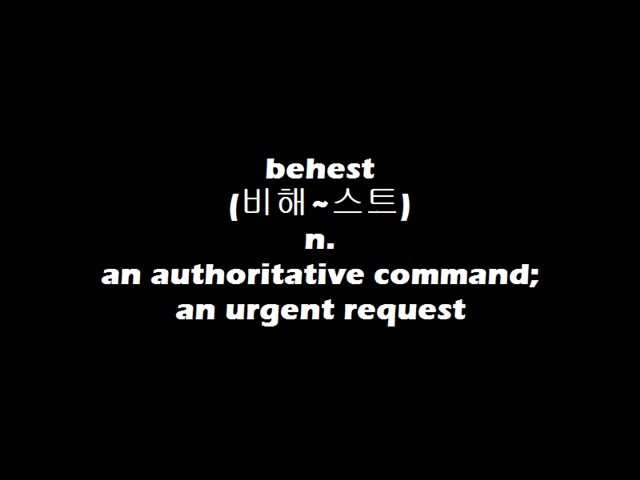 behest
(비해~스트)
n.
an authoritative command;
an urgent request